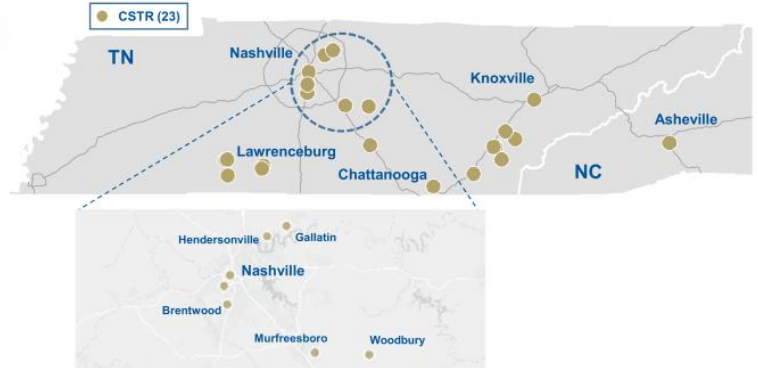 CSTR (23)
TN
Nashville
Knoxville
Asheville
Lawrenceburg
Chattanooga
NC
Hendersonville
Gallatin
Nashville
Brentwood
Murfreesboro
Woodbury